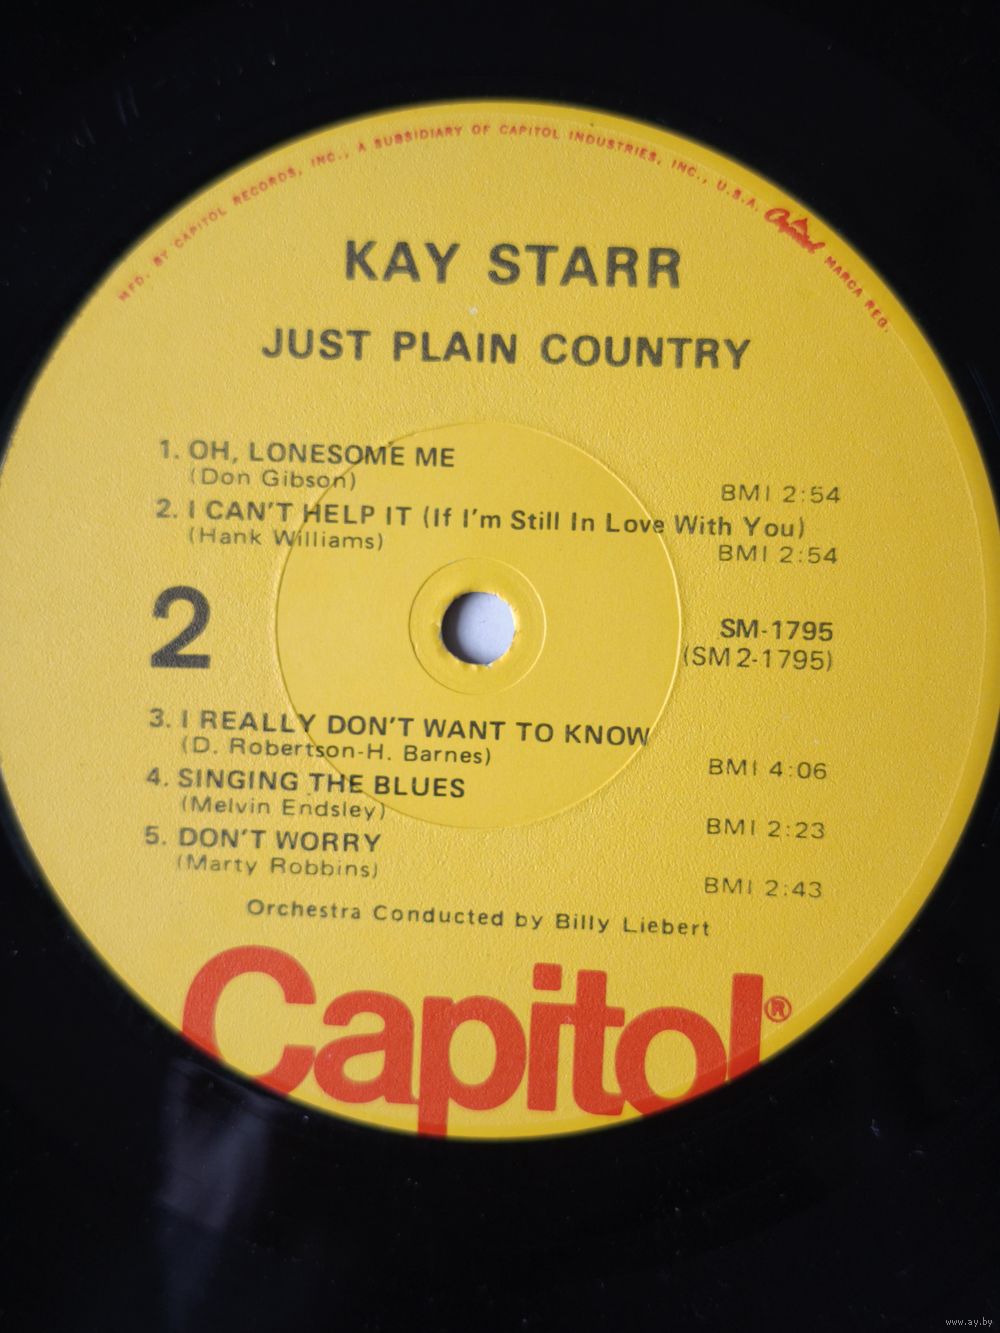 MFD. BY CAPITOL RECORDS, INC., A SUBSIDIARY OF CAPITOL INDUSTRIES, INC., U.S.A. Capitol MARCA REG.
KAY STARR
JUST PLAIN COUNTRY
1. OH, LONESOME ME
(Don Gibson)
BMI 2:54
2. I CAN'T HELP IT (If I'm Still In Love With You)
(Hank Williams)
BMI 2:54
2
SM-1795
(SM2-1795)
3. I REALLY DON'T WANT TO KNOW
(D. Robertson-H. Barnes)
BMI 4:06
4. SINGING THE BLUES
(Melvin Endsley)
BMI 2:23
5. DON'T WORRY
(Marty Robbins)
BMI 2:43
Orchestra Conducted by Billy Liebert
Capitol®
www.ay.by